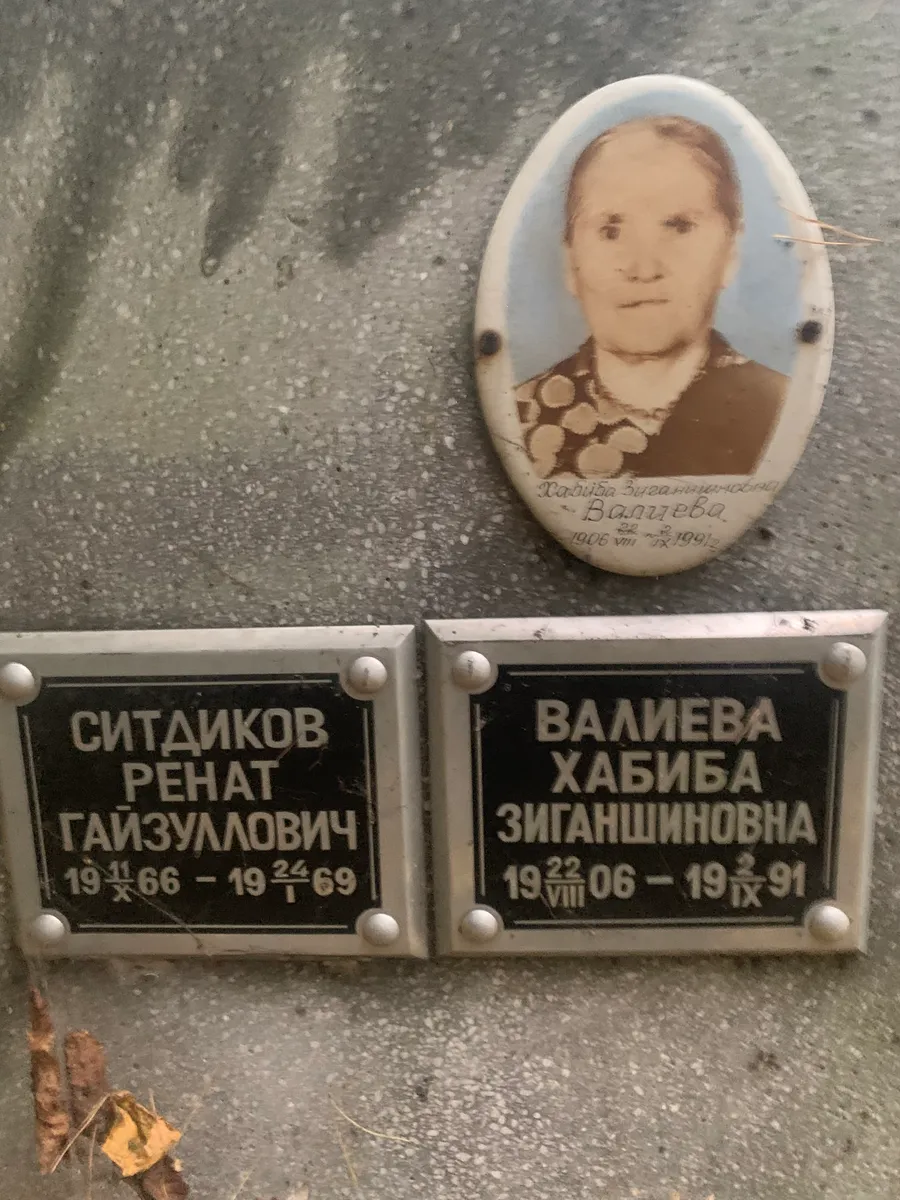 Хабиба Зиганшиновна
Валиева
1906 22/VIII - 2/IX 1991г
СИТДИКОВ
РЕНАТ
ГАЙЗУЛЛОВИЧ
19 11/X 66 - 19 24/I 69
ВАЛИЕВА
ХАБИБА
ЗИГАНШИНОВНА
19 22/VIII 06 - 19 2/IX 91